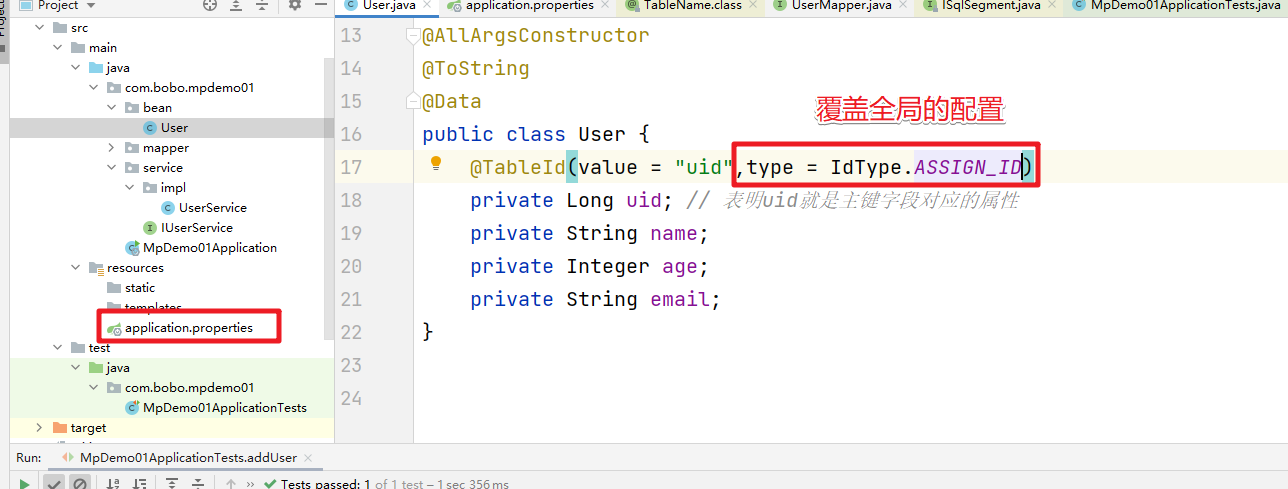 Project
User.java
application.properties
TableName.class
UserMapper.java
ISqlSegment.java
MpDemo01ApplicationTests.java
src
main
java
com.bobo.mpdemo01
bean
User
mapper
service
impl
UserService
IUserService
MpDemo01Application
resources
static
templates
application.properties
test
java
com.bobo.mpdemo01
MpDemo01ApplicationTests
target
13 @AllArgsConstructor
14 @ToString
15 @Data
覆盖全局的配置
16 public class User {
17 @TableId(value = "uid",type = IdType.ASSIGN_ID)
18 private Long uid; // 表明uid就是主键字段对应的属性
19 private String name;
20 private Integer age;
21 private String email;
22 }
23
24
Run: MpDemo01ApplicationTests.addUser
Tests passed: 1 of 1 test – 1 sec 356 ms